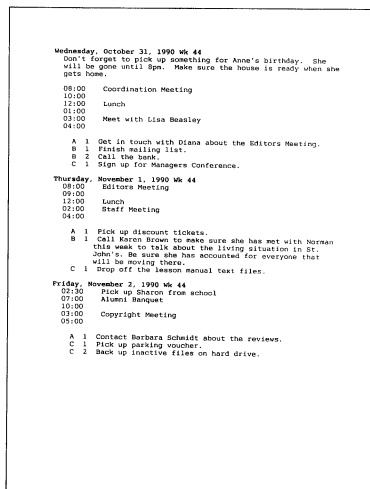 Wednesday, October 31, 1990 Wk 44
Don't forget to pick up something for Anne's birthday. She
will be gone until 8pm. Make sure the house is ready when she
gets home.
08:00 Coordination Meeting
10:00
12:00 Lunch
01:00
03:00 Meet with Lisa Beasley
04:00
A 1 Get in touch with Diana about the Editors Meeting.
B 1 Finish mailing list.
B 2 Call the bank.
C 1 Sign up for Managers Conference.
Thursday, November 1, 1990 Wk 44
08:00 Editors Meeting
09:00
12:00 Lunch
02:00 Staff Meeting
04:00
A 1 Pick up discount tickets.
B 1 Call Karen Brown to make sure she has met with Norman
this week to talk about the living situation in St.
John's. Be sure she has accounted for everyone that
will be moving there.
C 1 Drop off the lesson manual text files.
Friday, November 2, 1990 Wk 44
02:30 Pick up Sharon from school
07:00 Alumni Banquet
10:00
03:00 Copyright Meeting
05:00
A 1 Contact Barbara Schmidt about the reviews.
C 1 Pick up parking voucher.
C 2 Back up inactive files on hard drive.